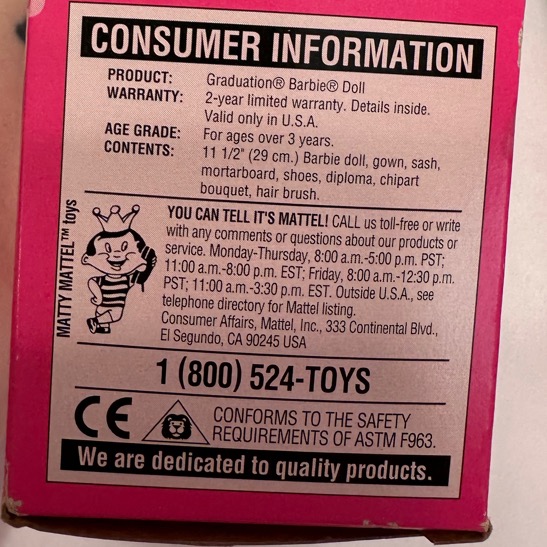 CONSUMER INFORMATION
PRODUCT: Graduation® Barbie® Doll
WARRANTY: 2-year limited warranty. Details inside.
Valid only in U.S.A.
AGE GRADE: For ages over 3 years.
CONTENTS: 11 1/2" (29 cm.) Barbie doll, gown, sash,
mortarboard, shoes, diploma, chipart
bouquet, hair brush.
MATTY MATTEL™ toys
YOU CAN TELL IT'S MATTEL! CALL us toll-free or write
with any comments or questions about our products or
service. Monday-Thursday, 8:00 a.m.-5:00 p.m. PST;
11:00 a.m.-8:00 p.m. EST; Friday, 8:00 a.m.-12:30 p.m.
PST; 11:00 a.m.-3:30 p.m. EST. Outside U.S.A., see
telephone directory for Mattel listing.
Consumer Affairs, Mattel, Inc., 333 Continental Blvd.,
El Segundo, CA 90245 USA
1 (800) 524-TOYS
CE
CONFORMS TO THE SAFETY
REQUIREMENTS OF ASTM F963.
We are dedicated to quality products.